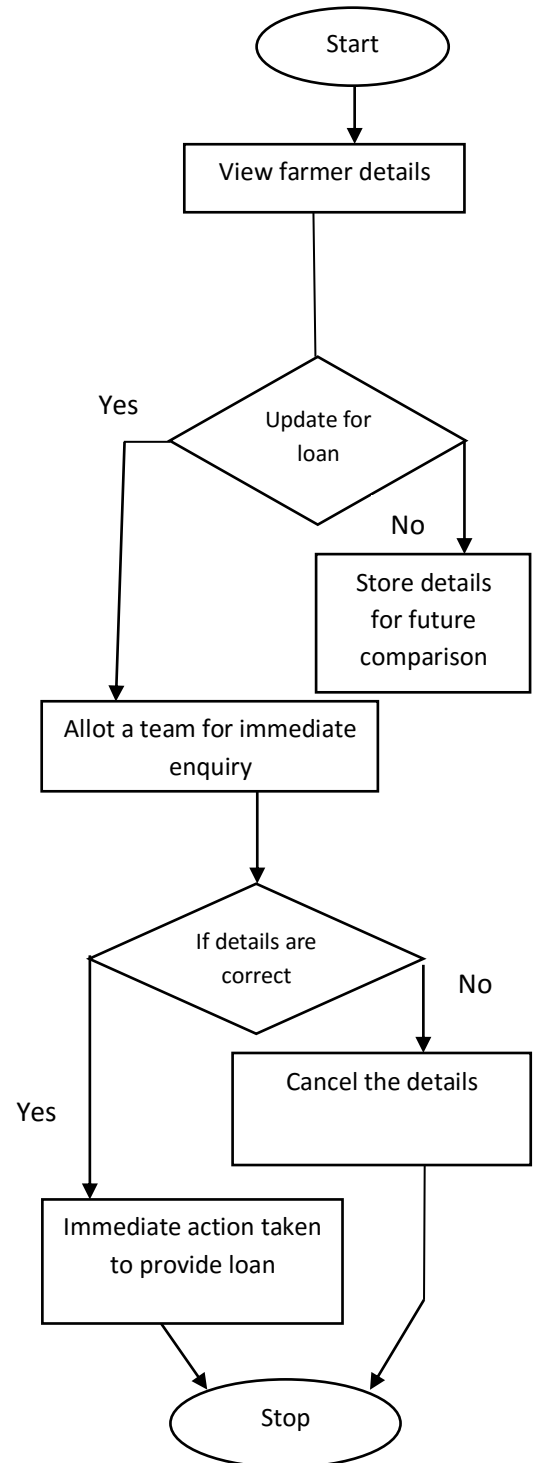 Start
View farmer details
Yes
Update for
loan
No
Store details
for future
comparison
Allot a team for immediate
enquiry
If details are
correct
No
Cancel the details
Yes
Immediate action taken
to provide loan
Stop